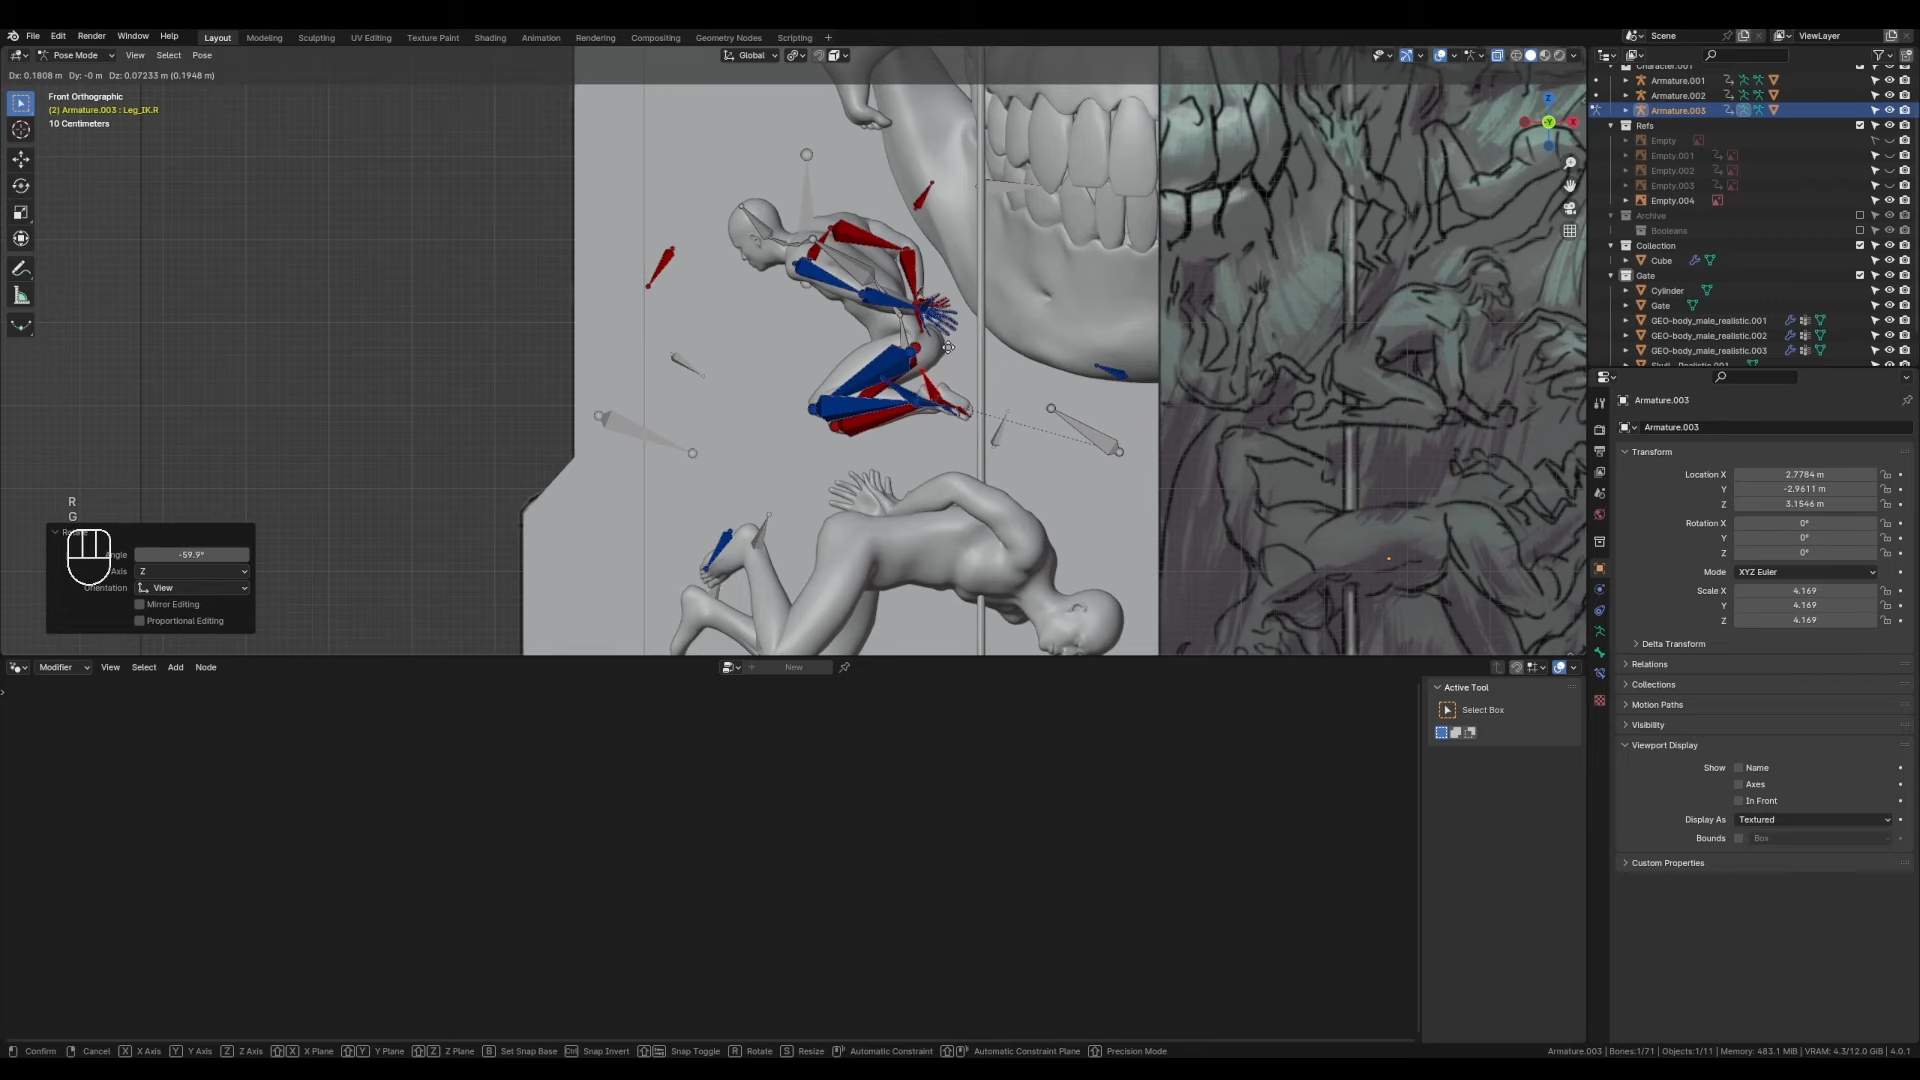 File Edit Render Window Help Layout Modeling Sculpting UV Editing Texture Paint Shading Animation Rendering Compositing Geometry Nodes Scripting + Scene ViewLayer
Pose Mode View Select Pose Global
Dx: 0.1808 m Dy: -0 m Dz: 0.07233 m (0.1948 m)
Front Orthographic
(2) Armature.003 : Leg_IK.R
10 Centimeters
Armature.001
Armature.002
Armature.003
Refs
Empty
Empty.001
Empty.002
Empty.003
Empty.004
Archive
Booleans
Collection
Cube
Gate
Cylinder
Gate
GEO-body_male_realistic.001
GEO-body_male_realistic.002
GEO-body_male_realistic.003
Z
X
-Y
R
G
Angle -59.9°
Axis Z
Orientation View
Mirror Editing
Proportional Editing
Armature.003
Armature.003
Transform
Location X 2.7784 m
Y -2.9611 m
Z 3.1546 m
Rotation X 0°
Y 0°
Z 0°
Mode XYZ Euler
Scale X 4.169
Y 4.169
Z 4.169
Delta Transform
Relations
Collections
Motion Paths
Visibility
Viewport Display
Show Name
Axes
In Front
Display As Textured
Bounds Box
Custom Properties
Modifier View Select Add Node New
Active Tool
Select Box
Confirm Cancel X X Axis Y Y Axis Z Z Axis X X Plane Y Y Plane Z Z Plane B Set Snap Base Ctrl Snap Invert Snap Toggle R Rotate S Resize Automatic Constraint Automatic Constraint Plane Precision Mode
Armature.003 | Bones:1/71 | Objects:1/11 | Memory: 483.1 MiB | VRAM: 4.3/12.0 GiB | 4.0.1